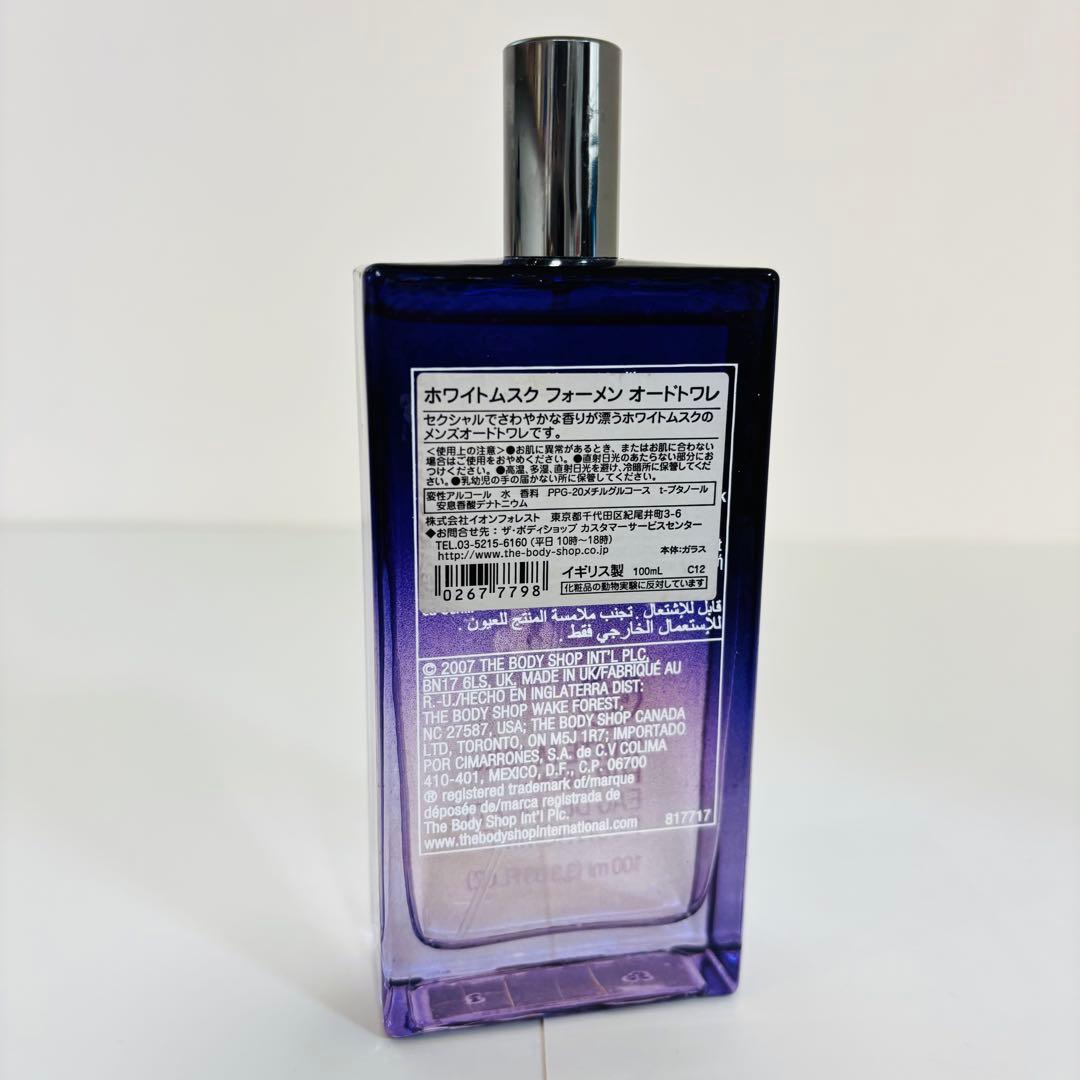 ホワイトムスク フォーメン オードトワレ
セクシャルでさわやかな香りが漂うホワイトムスクの
メンズオードトワレです。
＜使用上の注意＞●お肌に異常があるとき、またはお肌に合わない
場合はご使用をおやめください。●直射日光のあたらない部分にお
つけください。●高温、多湿、直射日光を避け、冷暗所に保管してくだ
さい。●乳幼児の手の届かない所に保管してください。
変性アルコール 水 香料 PPG-20メチルグルコース t-ブタノール
安息香酸デナトニウム
株式会社イオンフォレスト 東京都千代田区紀尾井町3-6
◆お問合せ先：ザ・ボディショップ カスタマーサービスセンター
TEL.03-5215-6160 (平日 10時～18時)
http://www.the-body-shop.co.jp 本体:ガラス
イギリス製 100mL C12
0267 7798 化粧品の動物実験に反対しています
قابل للاشتعال . تجنب ملامسة المنتج للعيون .
للإستعمال الخارجي فقط .
© 2007 THE BODY SHOP INT'L PLC,
BN17 6LS, UK. MADE IN UK/FABRIQUÉ AU
R.-U./HECHO EN INGLATERRA DIST:
THE BODY SHOP WAKE FOREST,
NC 27587, USA; THE BODY SHOP CANADA
LTD, TORONTO, ON M5J 1R7; IMPORTADO
POR CIMARRONES, S.A. de C.V COLIMA
410-401, MEXICO, D.F., C.P. 06700
® registered trademark of/marque
déposée de/marca registrada de
The Body Shop Int'l Plc.
www.thebodyshopinternational.com 817717
100 ml (3.3 US FL OZ)